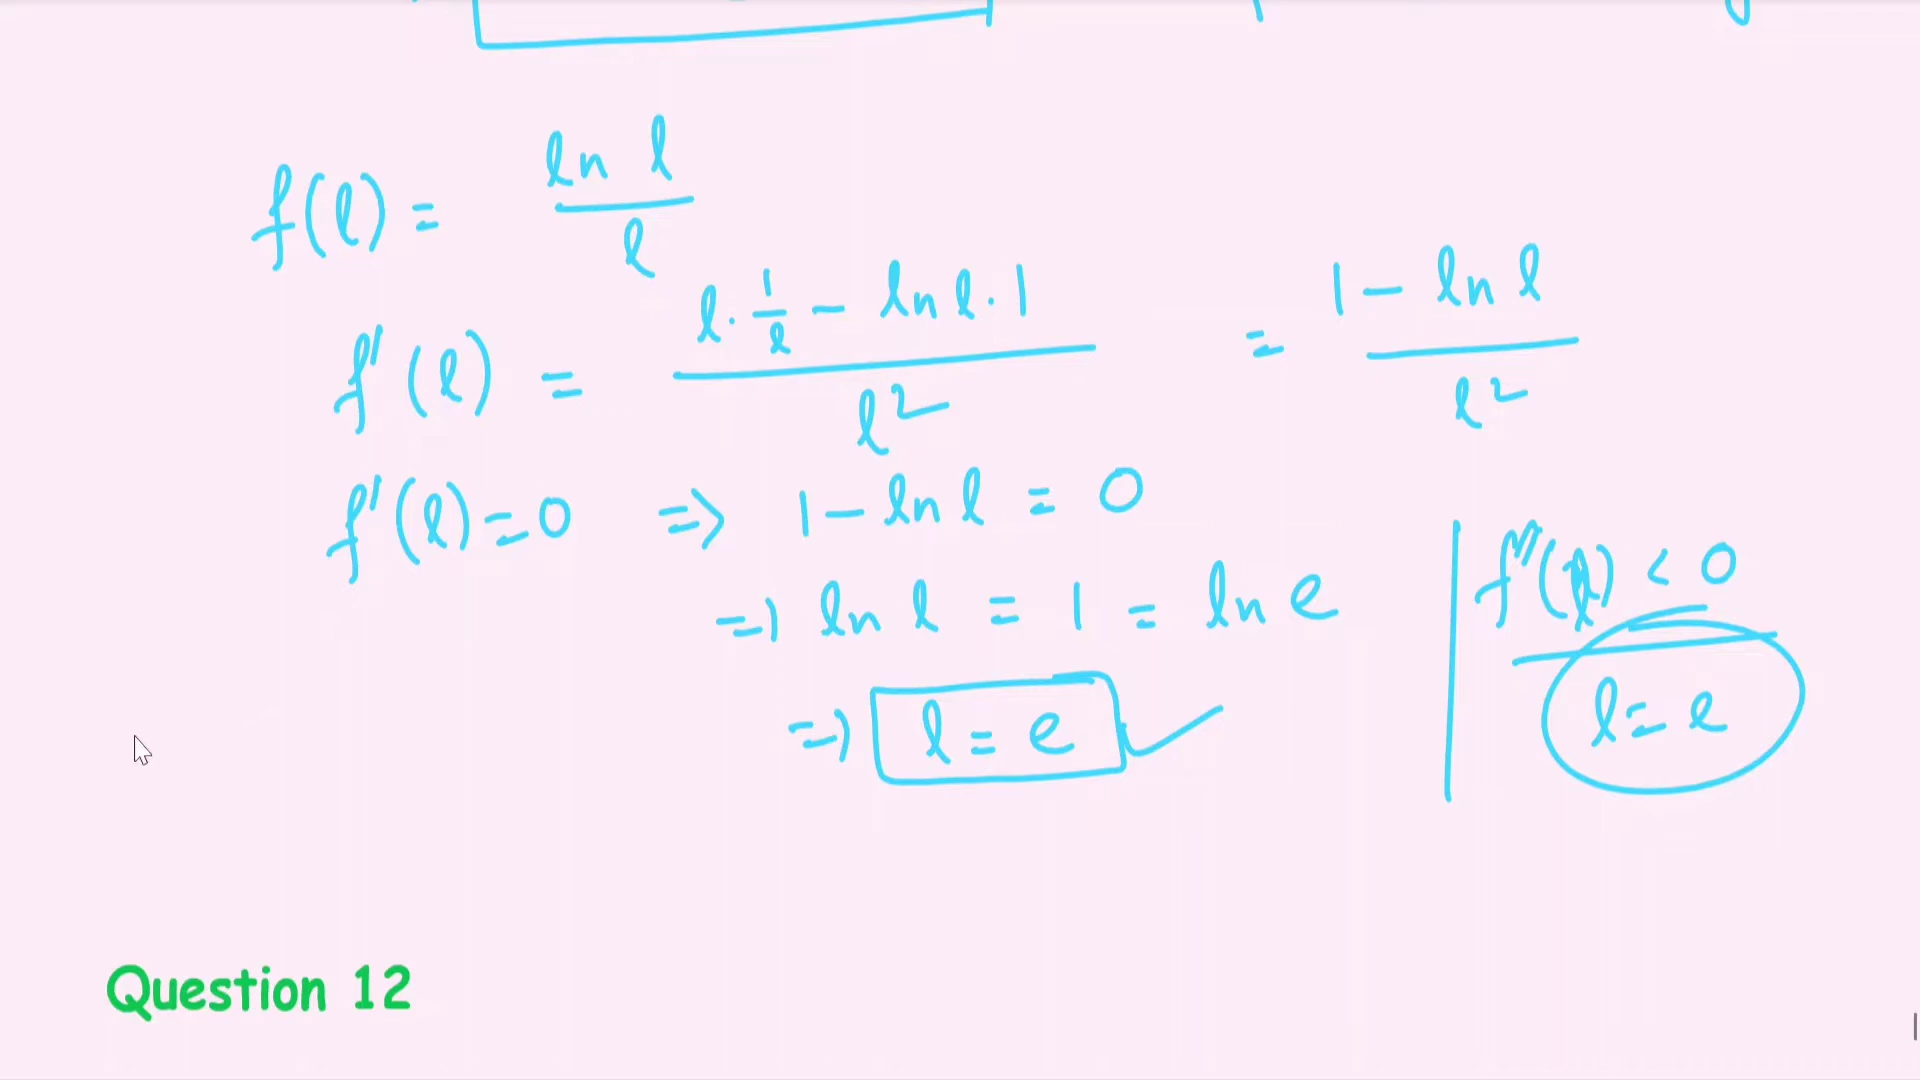 f(l) = ln l / l
f'(l) = (l · 1/l − ln l · 1) / l² = (1 − ln l) / l²
f'(l) = 0 ⇒ 1 − ln l = 0
⇒ ln l = 1 = ln e
⇒ l = e ✓
f''(l) < 0
l = e
Question 12